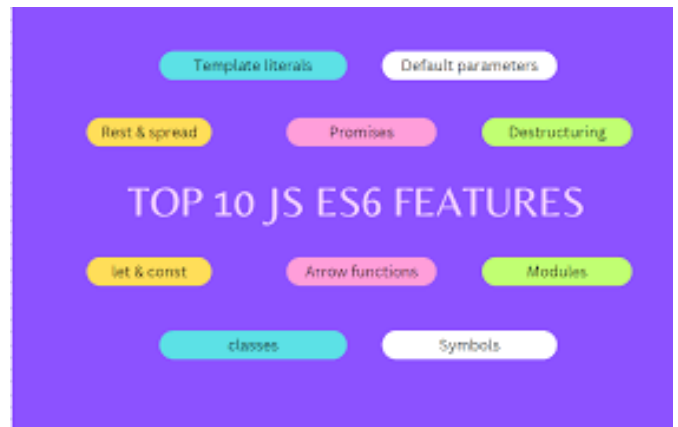 Template literals
Default parameters
Rest & spread
Promises
Destructuring
TOP 10 JS ES6 FEATURES
let & const
Arrow functions
Modules
classes
Symbols